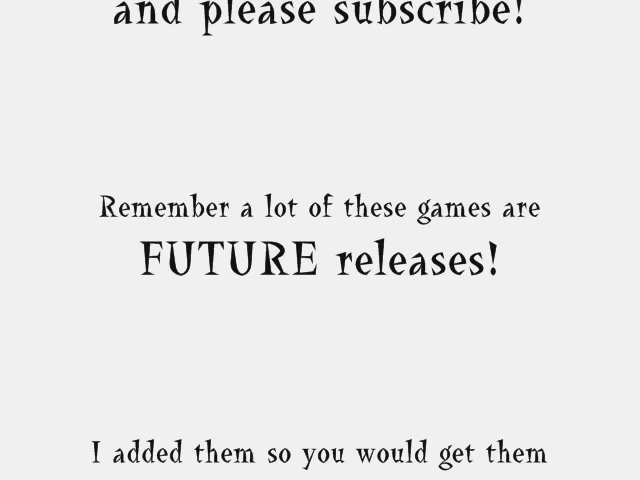 and please subscribe!
Remember a lot of these games are
FUTURE releases!
I added them so you would get them